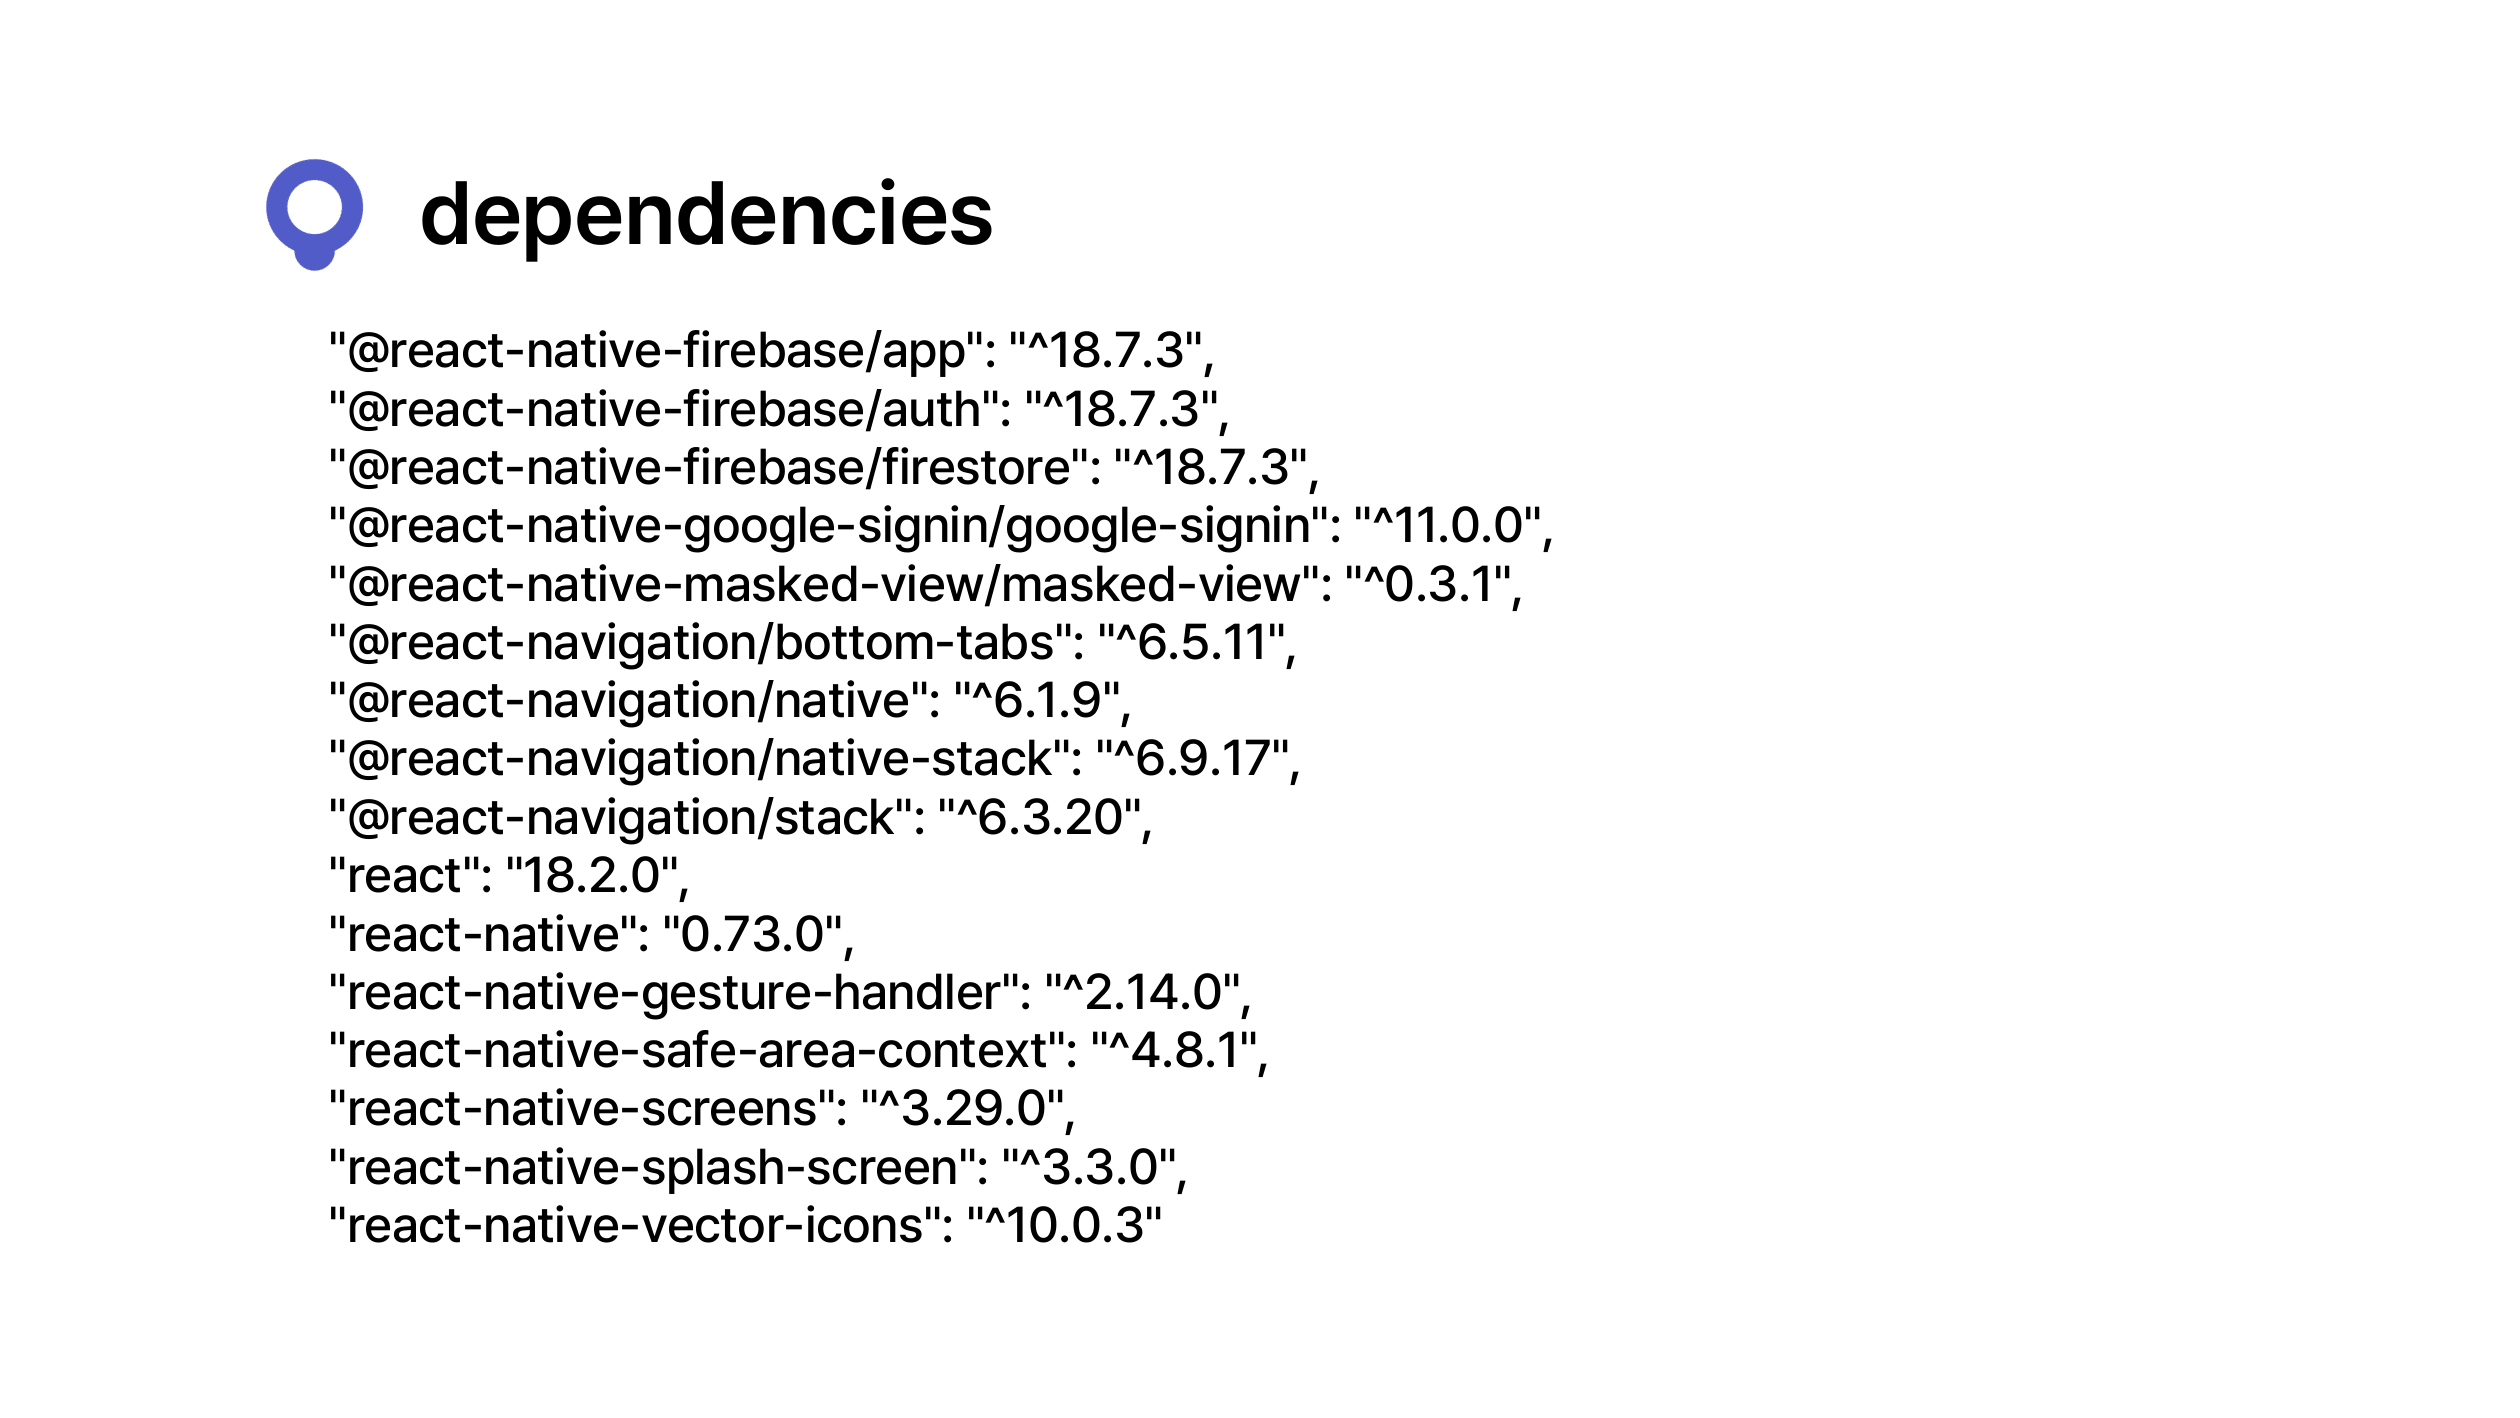 dependencies
"@react-native-firebase/app": "^18.7.3",
"@react-native-firebase/auth": "^18.7.3",
"@react-native-firebase/firestore": "^18.7.3",
"@react-native-google-signin/google-signin": "^11.0.0",
"@react-native-masked-view/masked-view": "^0.3.1",
"@react-navigation/bottom-tabs": "^6.5.11",
"@react-navigation/native": "^6.1.9",
"@react-navigation/native-stack": "^6.9.17",
"@react-navigation/stack": "^6.3.20",
"react": "18.2.0",
"react-native": "0.73.0",
"react-native-gesture-handler": "^2.14.0",
"react-native-safe-area-context": "^4.8.1",
"react-native-screens": "^3.29.0",
"react-native-splash-screen": "^3.3.0",
"react-native-vector-icons": "^10.0.3"